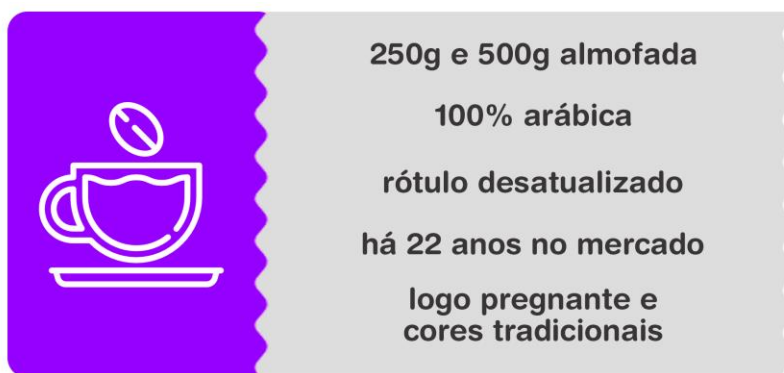 250g e 500g almofada
100% arábica
rótulo desatualizado
há 22 anos no mercado
logo pregnante e
cores tradicionais